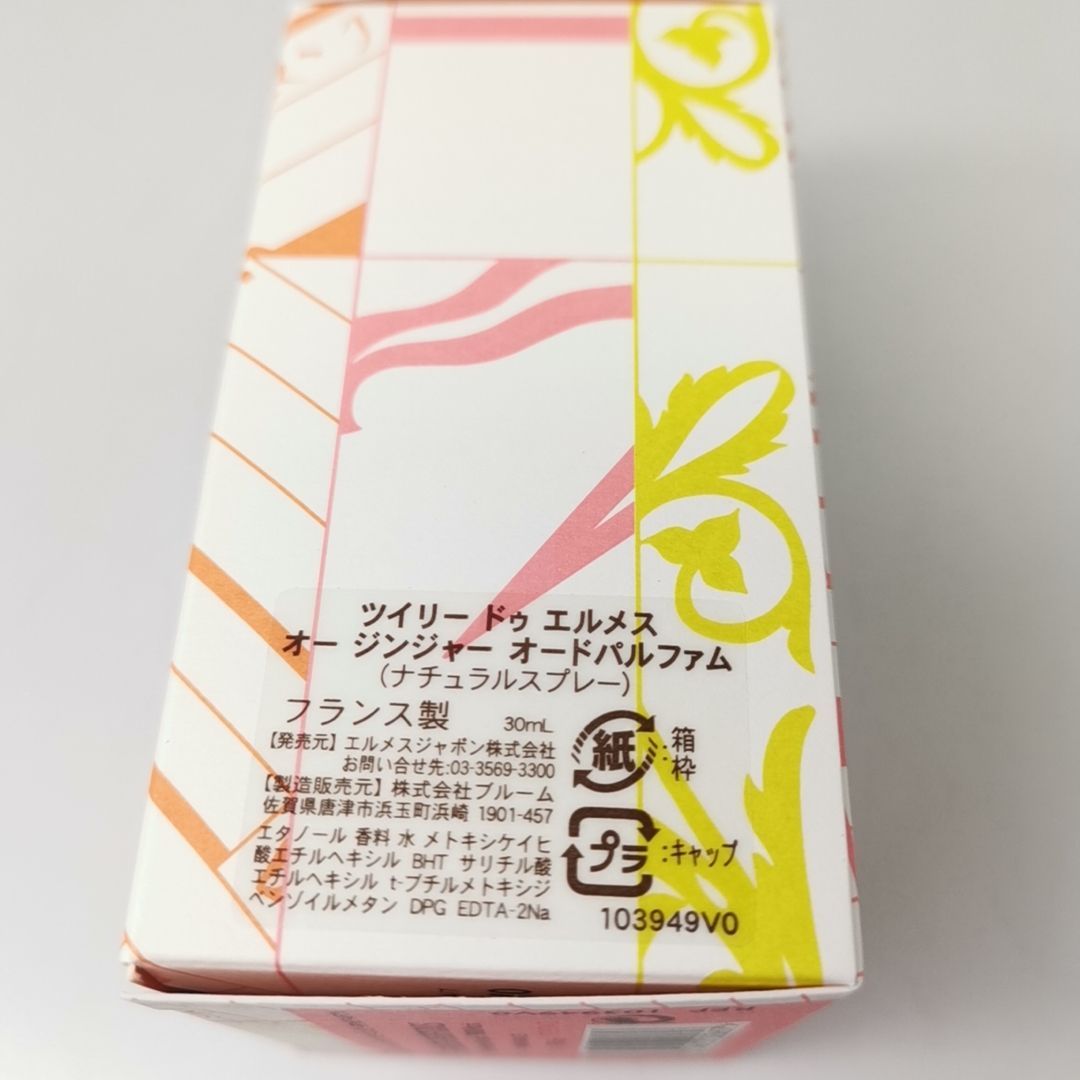 ツイリー ドゥ エルメス
オー ジンジャー オードパルファム
(ナチュラルスプレー)
フランス製 30mL
【発売元】エルメスジャポン株式会社
お問い合せ先:03-3569-3300
【製造販売元】株式会社ブルーム
佐賀県唐津市浜玉町浜崎 1901-457
エタノール 香料 水 メトキシケイヒ
酸エチルヘキシル BHT サリチル酸
エチルヘキシル t-ブチルメトキシジ
ベンゾイルメタン DPG EDTA-2Na
紙 :箱
:枠
プラ :キャップ
103949V0
REF 103949V0